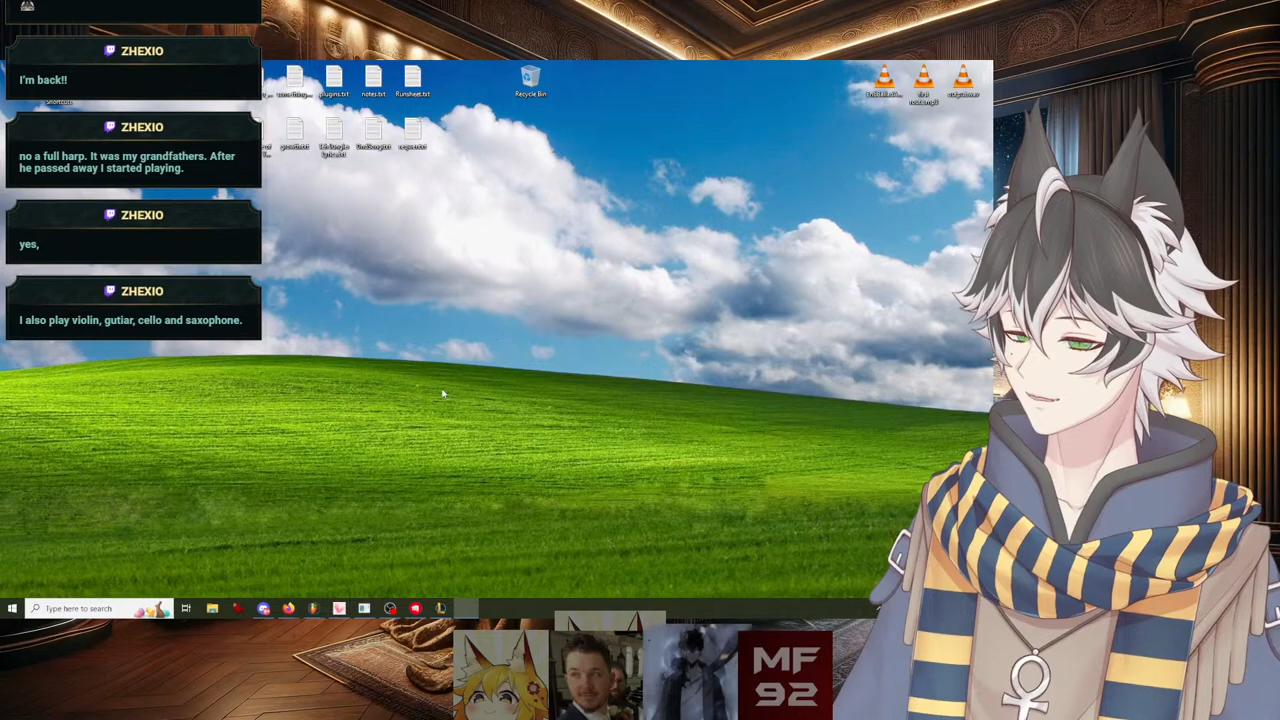 ZHEXIO
I'm back!!
ZHEXIO
no a full harp. It was my grandfathers. After
he passed away I started playing.
ZHEXIO
yes,
ZHEXIO
I also play violin, gutiar, cello and saxophone.
plugins.txt
notes.txt
Runsheet.txt
Recycle Bin
first
Type here to search
MF
92